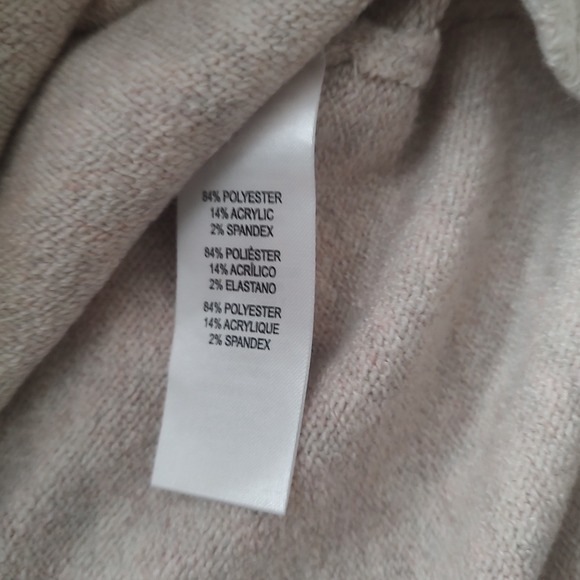 84% POLYESTER
14% ACRYLIC
2% SPANDEX
84% POLIÉSTER
14% ACRÍLICO
2% ELASTANO
84% POLYESTER
14% ACRYLIQUE
2% SPANDEX